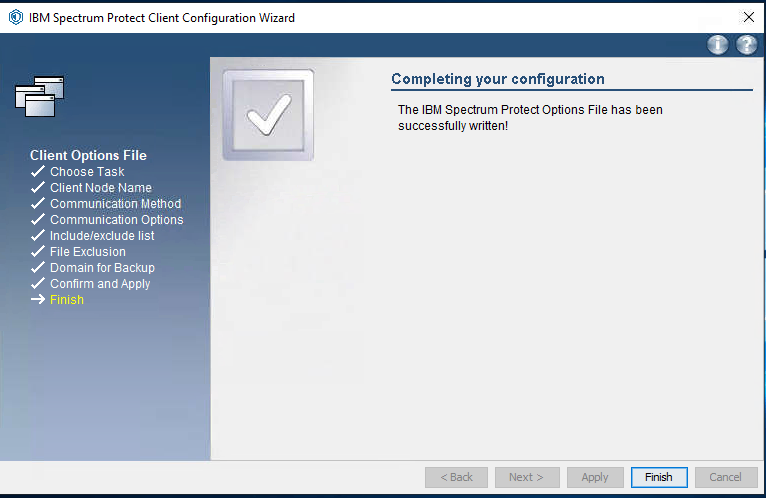 IBM Spectrum Protect Client Configuration Wizard
Completing your configuration
The IBM Spectrum Protect Options File has been
successfully written!
Client Options File
Choose Task
Client Node Name
Communication Method
Communication Options
Include/exclude list
File Exclusion
Domain for Backup
Confirm and Apply
Finish
< Back
Next >
Apply
Finish
Cancel